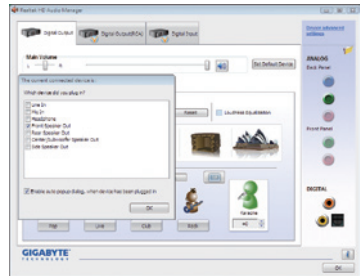 Realtek HD Audio Manager
Digital Output
Digital Output(RCA)
Digital Input
Device advanced settings
Main Volume
L
R
Set Default Device
ANALOG
Back Panel
The current connected device is:
Which device did you plug in?
Line In
Mic In
Headphone
Front Speaker Out
Rear Speaker Out
Center/Subwoofer Speaker Out
Side Speaker Out
Reset
Loudness Equalization
Front Panel
Enable auto popup dialog, when device has been plugged in
OK
DIGITAL
Karaoke
+0
Pop
Live
Club
Rock
GIGABYTE
TECHNOLOGY
OK